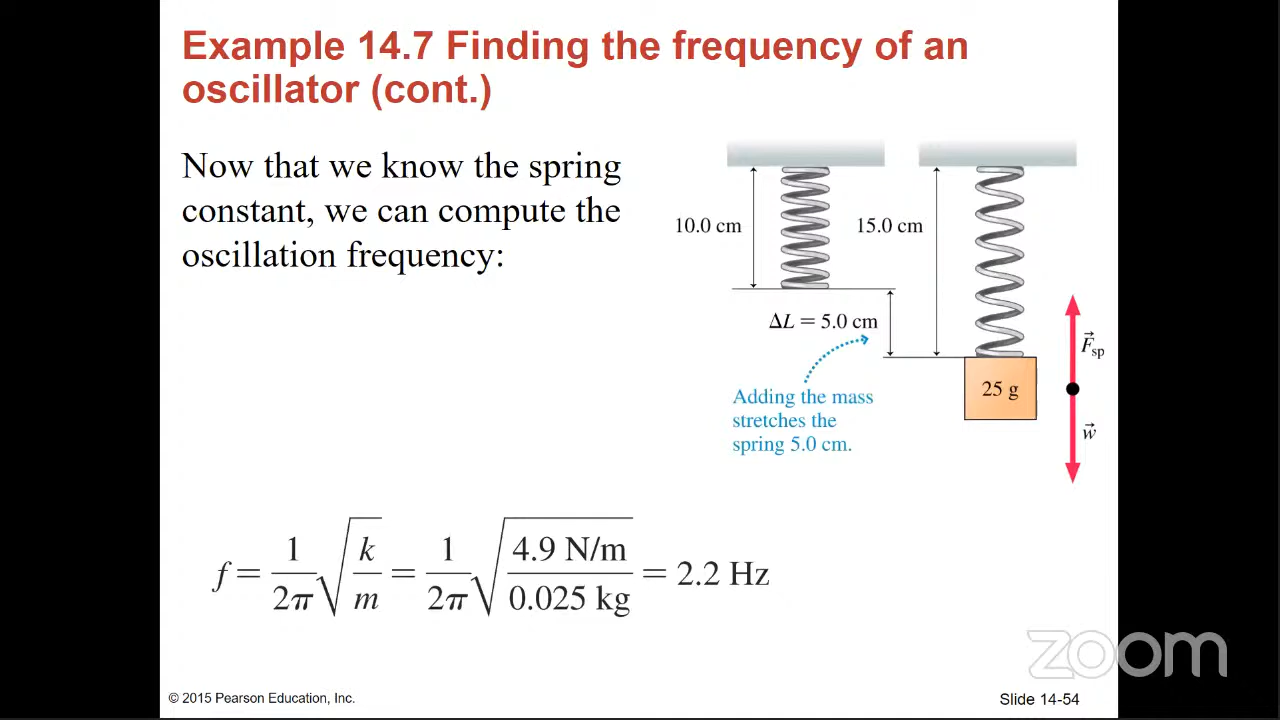 Example 14.7 Finding the frequency of an
oscillator (cont.)
Now that we know the spring
constant, we can compute the
oscillation frequency:
10.0 cm
15.0 cm
ΔL = 5.0 cm
Adding the mass
stretches the
spring 5.0 cm.
25 g
F⃗sp
w⃗
f = 1/2π √(k/m) = 1/2π √(4.9 N/m / 0.025 kg) = 2.2 Hz
zoom
© 2015 Pearson Education, Inc.
Slide 14-54